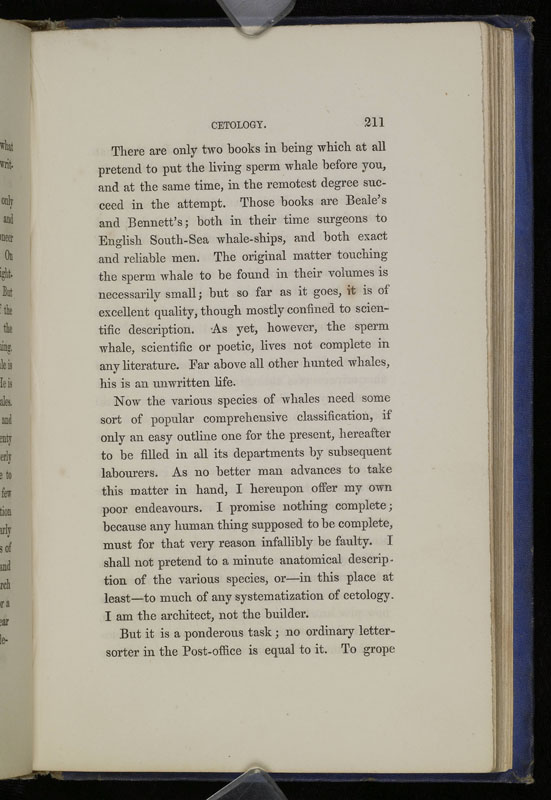 CETOLOGY. 211
There are only two books in being which at all
pretend to put the living sperm whale before you,
and at the same time, in the remotest degree suc-
ceed in the attempt. Those books are Beale's
and Bennett's; both in their time surgeons to
English South-Sea whale-ships, and both exact
and reliable men. The original matter touching
the sperm whale to be found in their volumes is
necessarily small; but so far as it goes, it is of
excellent quality, though mostly confined to scien-
tific description. As yet, however, the sperm
whale, scientific or poetic, lives not complete in
any literature. Far above all other hunted whales,
his is an unwritten life.
Now the various species of whales need some
sort of popular comprehensive classification, if
only an easy outline one for the present, hereafter
to be filled in all its departments by subsequent
labourers. As no better man advances to take
this matter in hand, I hereupon offer my own
poor endeavours. I promise nothing complete;
because any human thing supposed to be complete,
must for that very reason infallibly be faulty. I
shall not pretend to a minute anatomical descrip-
tion of the various species, or—in this place at
least—to much of any systematization of cetology.
I am the architect, not the builder.
But it is a ponderous task; no ordinary letter-
sorter in the Post-office is equal to it. To grope